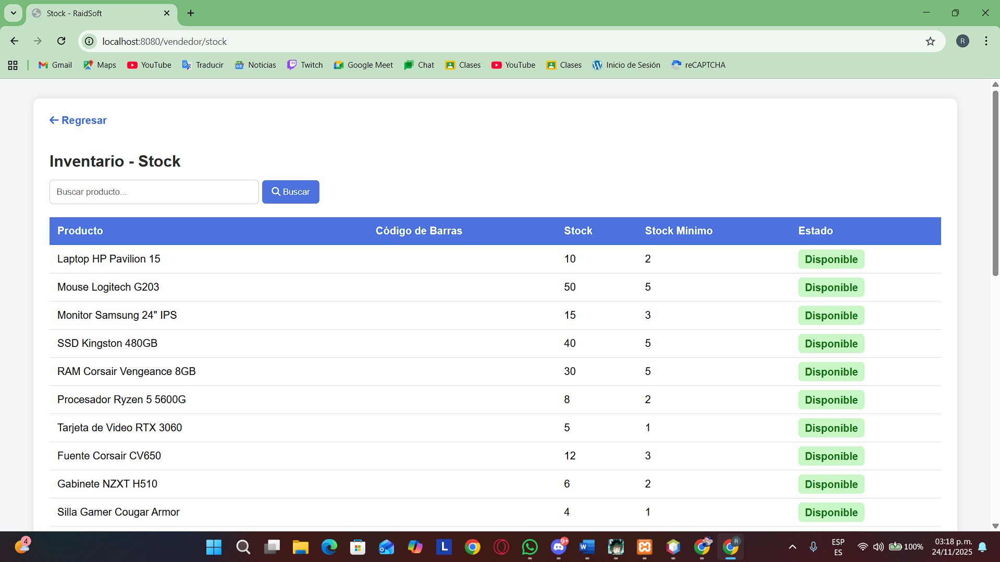 Stock - RaidSoft
localhost:8080/vendedor/stock
R
Gmail Maps YouTube Traducir Noticias Twitch Google Meet Chat Clases YouTube Clases Inicio de Sesión reCAPTCHA
Regresar
Inventario - Stock
Buscar producto... Buscar
Producto Código de Barras Stock Stock Mínimo Estado
Laptop HP Pavilion 15 10 2 Disponible
Mouse Logitech G203 50 5 Disponible
Monitor Samsung 24" IPS 15 3 Disponible
SSD Kingston 480GB 40 5 Disponible
RAM Corsair Vengeance 8GB 30 5 Disponible
Procesador Ryzen 5 5600G 8 2 Disponible
Tarjeta de Video RTX 3060 5 1 Disponible
Fuente Corsair CV650 12 3 Disponible
Gabinete NZXT H510 6 2 Disponible
Silla Gamer Cougar Armor 4 1 Disponible
4 L 9+ W R ESP 100% 03:18 p. m.
ES 24/11/2025